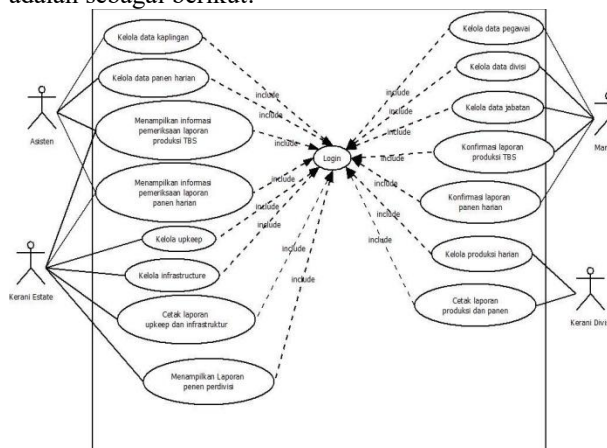 adalah sebagai berikut:
Kelola data kaplingan
Kelola data panen harian
Menampilkan informasi
pemeriksaan laporan
produksi TBS
Menampilkan informasi
pemeriksaan laporan
panen harian
Kelola upkeep
Kelola infrastructure
Cetak laporan
upkeep dan infrastruktur
Menampilkan Laporan
penen perdivisi
Asisten
Kerani Estate
include
include
include
include
include
include
include
include
Login
include
include
include
include
include
include
include
Kelola data pegawai
Kelola data divisi
Kelola data jabatan
Konfirmasi laporan
produksi TBS
Konfirmasi laporan
panen harian
Kelola produksi harian
Cetak laporan
produksi dan panen
Man
Kerani Divi